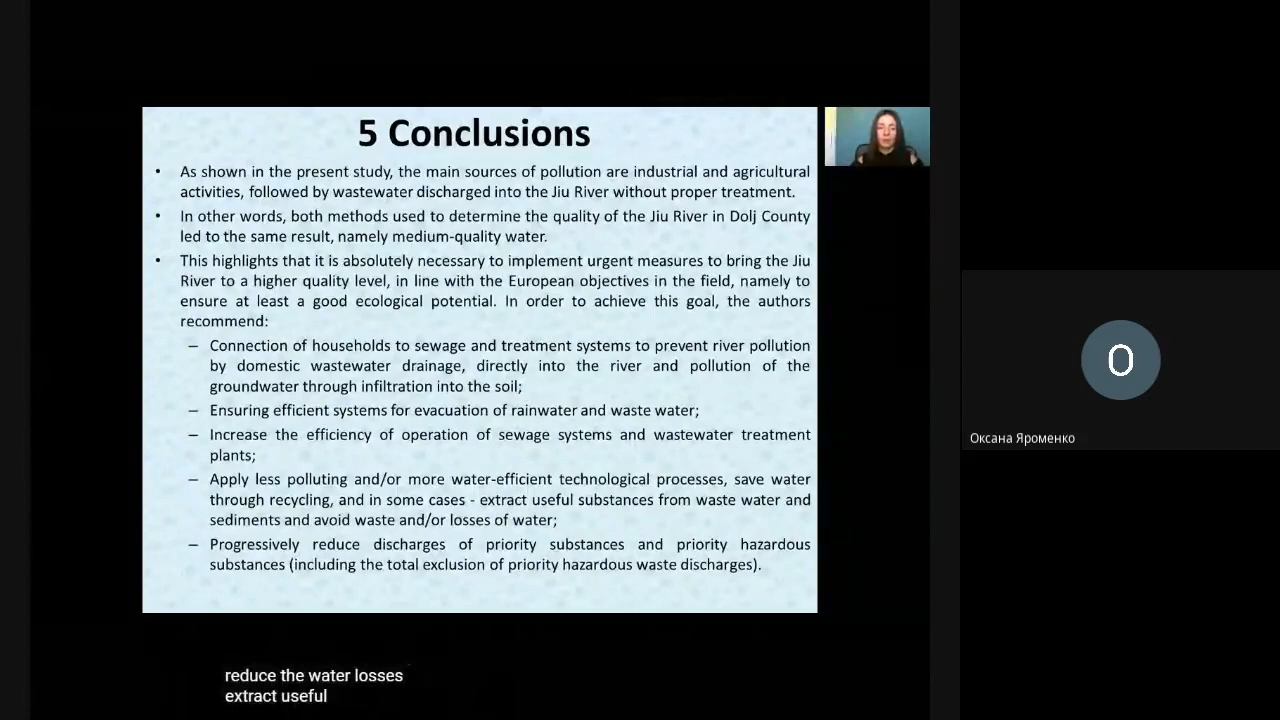 5 Conclusions
• As shown in the present study, the main sources of pollution are industrial and agricultural
activities, followed by wastewater discharged into the Jiu River without proper treatment.
• In other words, both methods used to determine the quality of the Jiu River in Dolj County
led to the same result, namely medium-quality water.
• This highlights that it is absolutely necessary to implement urgent measures to bring the Jiu
River to a higher quality level, in line with the European objectives in the field, namely to
ensure at least a good ecological potential. In order to achieve this goal, the authors
recommend:
– Connection of households to sewage and treatment systems to prevent river pollution
by domestic wastewater drainage, directly into the river and pollution of the
groundwater through infiltration into the soil;
– Ensuring efficient systems for evacuation of rainwater and waste water;
– Increase the efficiency of operation of sewage systems and wastewater treatment
plants;
– Apply less polluting and/or more water-efficient technological processes, save water
through recycling, and in some cases - extract useful substances from waste water and
sediments and avoid waste and/or losses of water;
– Progressively reduce discharges of priority substances and priority hazardous
substances (including the total exclusion of priority hazardous waste discharges).
reduce the water losses
extract useful
О
Оксана Яроменко